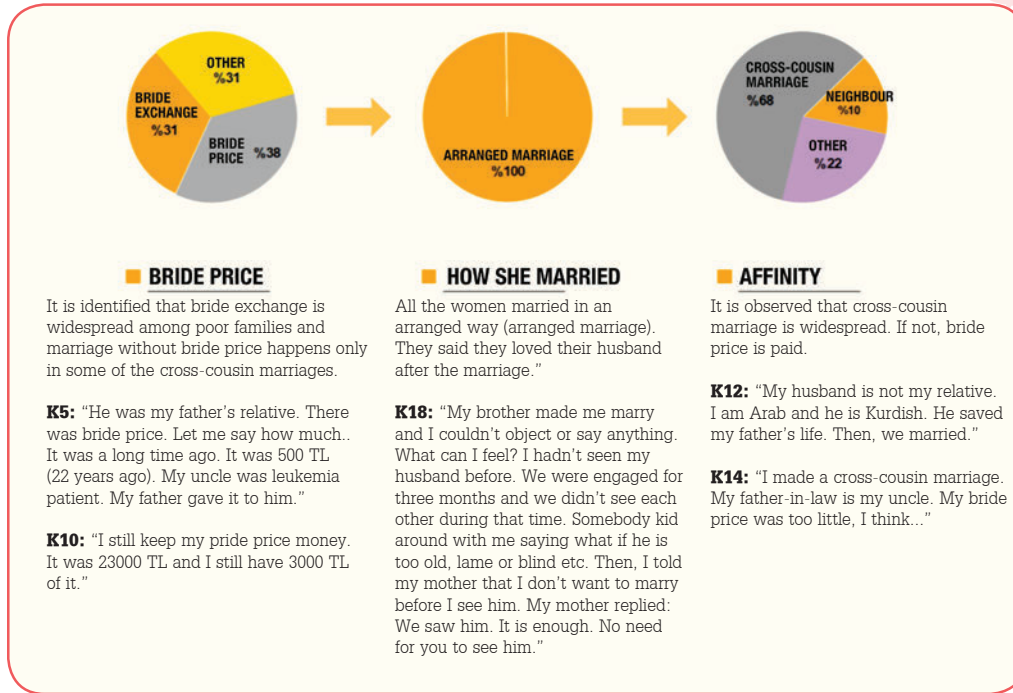 OTHER
%31
BRIDE
EXCHANGE
%31
BRIDE
PRICE
%38
ARRANGED MARRIAGE
%100
CROSS-COUSIN
MARRIAGE
%68
NEIGHBOUR
%10
OTHER
%22
BRIDE PRICE
It is identified that bride exchange is
widespread among poor families and
marriage without bride price happens only
in some of the cross-cousin marriages.
K5: “He was my father’s relative. There
was bride price. Let me say how much..
It was a long time ago. It was 500 TL
(22 years ago). My uncle was leukemia
patient. My father gave it to him.”
K10: “I still keep my pride price money.
It was 23000 TL and I still have 3000 TL
of it.”
HOW SHE MARRIED
All the women married in an
arranged way (arranged marriage).
They said they loved their husband
after the marriage.”
K18: “My brother made me marry
and I couldn’t object or say anything.
What can I feel? I hadn’t seen my
husband before. We were engaged for
three months and we didn’t see each
other during that time. Somebody kid
around with me saying what if he is
too old, lame or blind etc. Then, I told
my mother that I don’t want to marry
before I see him. My mother replied:
We saw him. It is enough. No need
for you to see him.”
AFFINITY
It is observed that cross-cousin
marriage is widespread. If not, bride
price is paid.
K12: “My husband is not my relative.
I am Arab and he is Kurdish. He saved
my father’s life. Then, we married.”
K14: “I made a cross-cousin marriage.
My father-in-law is my uncle. My bride
price was too little, I think...”